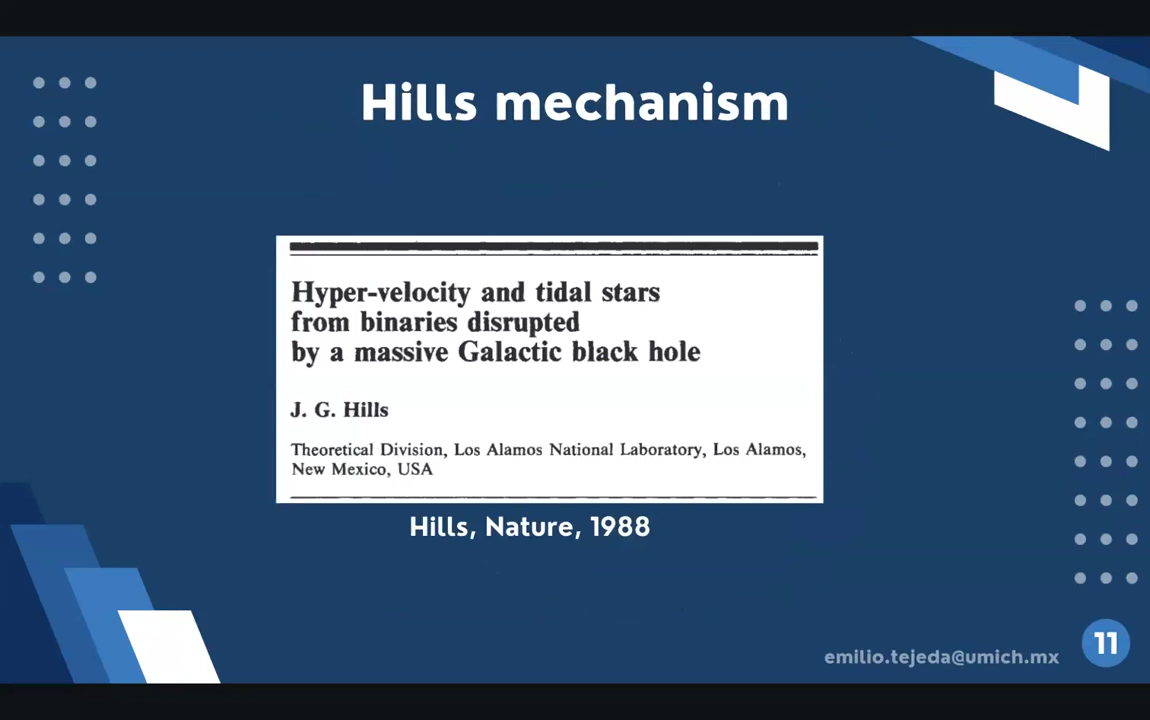 Hills mechanism
Hyper-velocity and tidal stars
from binaries disrupted
by a massive Galactic black hole
J. G. Hills
Theoretical Division, Los Alamos National Laboratory, Los Alamos,
New Mexico, USA
Hills, Nature, 1988
emilio.tejeda@umich.mx
11